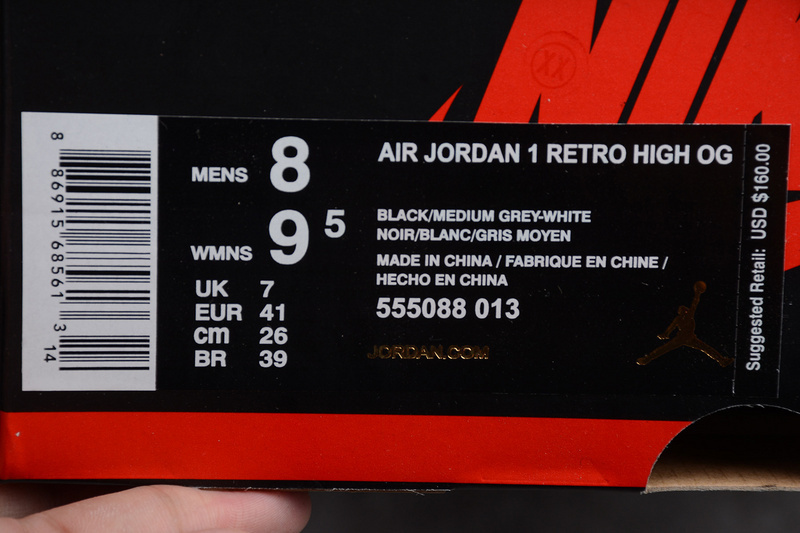 NIK
XX
8 86915 68561 3 14
MENS 8
WMNS 9 5
UK 7
EUR 41
cm 26
BR 39
AIR JORDAN 1 RETRO HIGH OG
BLACK/MEDIUM GREY-WHITE
NOIR/BLANC/GRIS MOYEN
MADE IN CHINA / FABRIQUE EN CHINE /
HECHO EN CHINA
555088 013
JORDAN.COM
Suggested Retail: USD $160.00